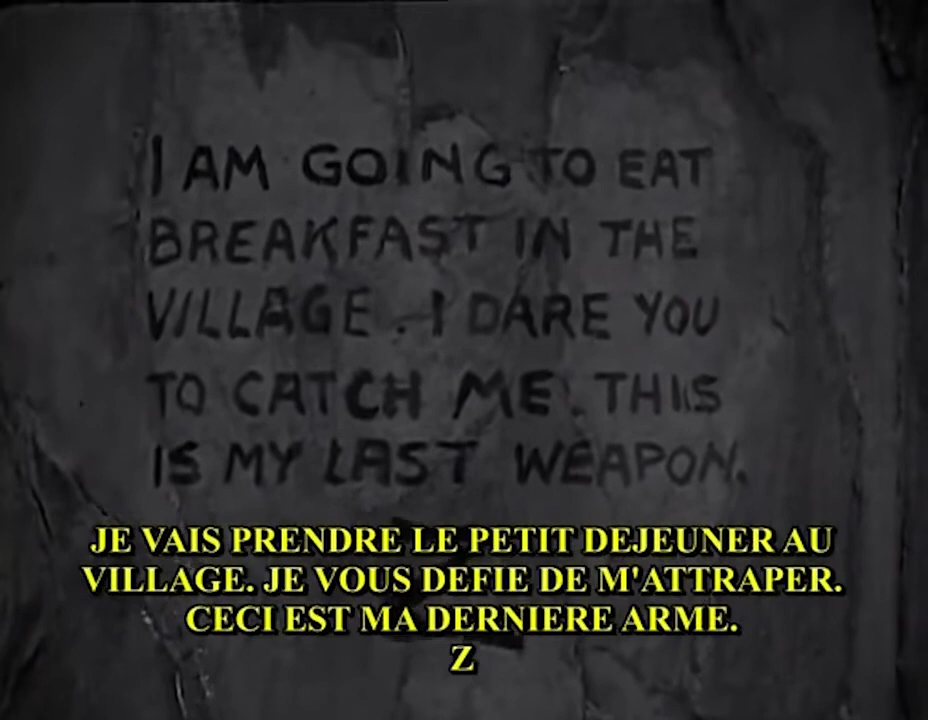 I AM GOING TO EAT
BREAKFAST IN THE
VILLAGE. I DARE YOU
TO CATCH ME. THIS
IS MY LAST WEAPON.
JE VAIS PRENDRE LE PETIT DEJEUNER AU
VILLAGE. JE VOUS DEFIE DE M'ATTRAPER.
CECI EST MA DERNIERE ARME.
Z